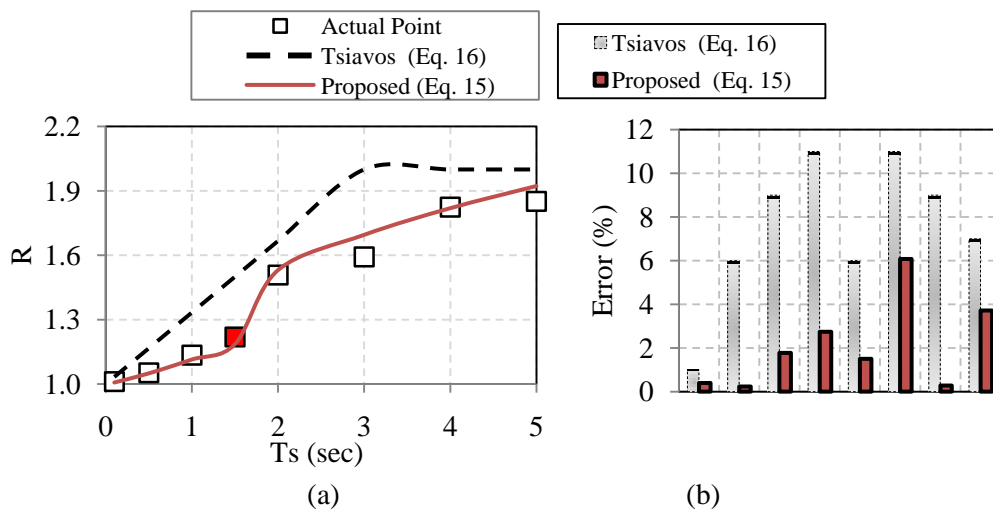 Actual Point
Tsiavos (Eq. 16)
Proposed (Eq. 15)
Tsiavos (Eq. 16)
Proposed (Eq. 15)
2.2
1.9
1.6
1.3
1.0
R
0 1 2 3 4 5
Ts (sec)
(a)
12
10
8
6
4
2
0
Error (%)
(b)